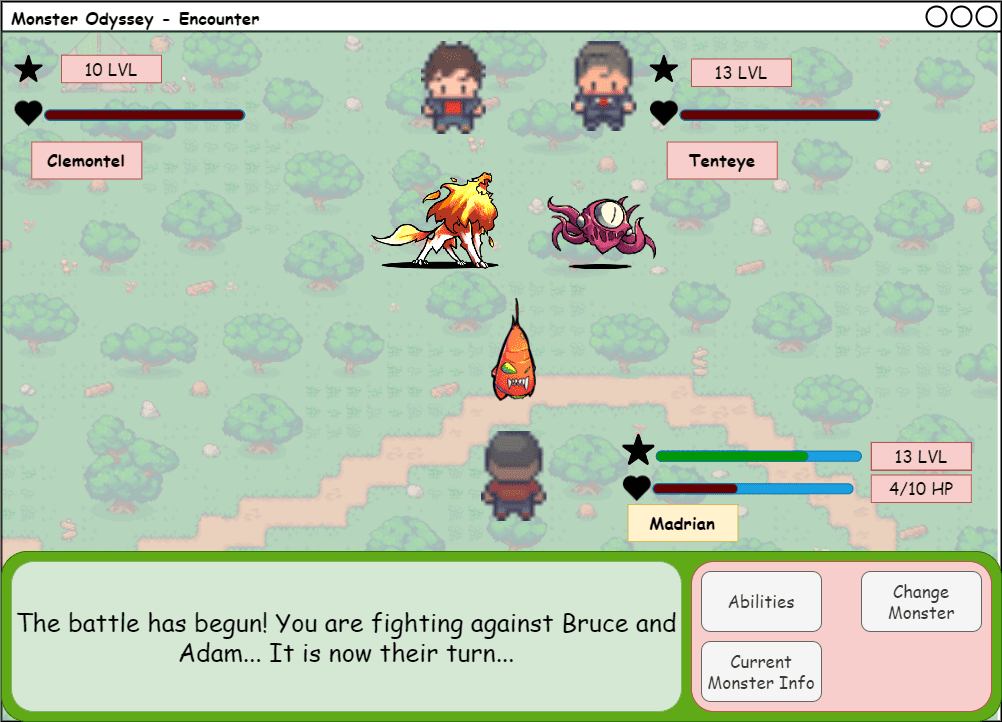 Monster Odyssey - Encounter
10 LVL
13 LVL
Clemontel
Tenteye
13 LVL
4/10 HP
Madrian
The battle has begun! You are fighting against Bruce and
Adam... It is now their turn...
Abilities
Change
Monster
Current
Monster Info